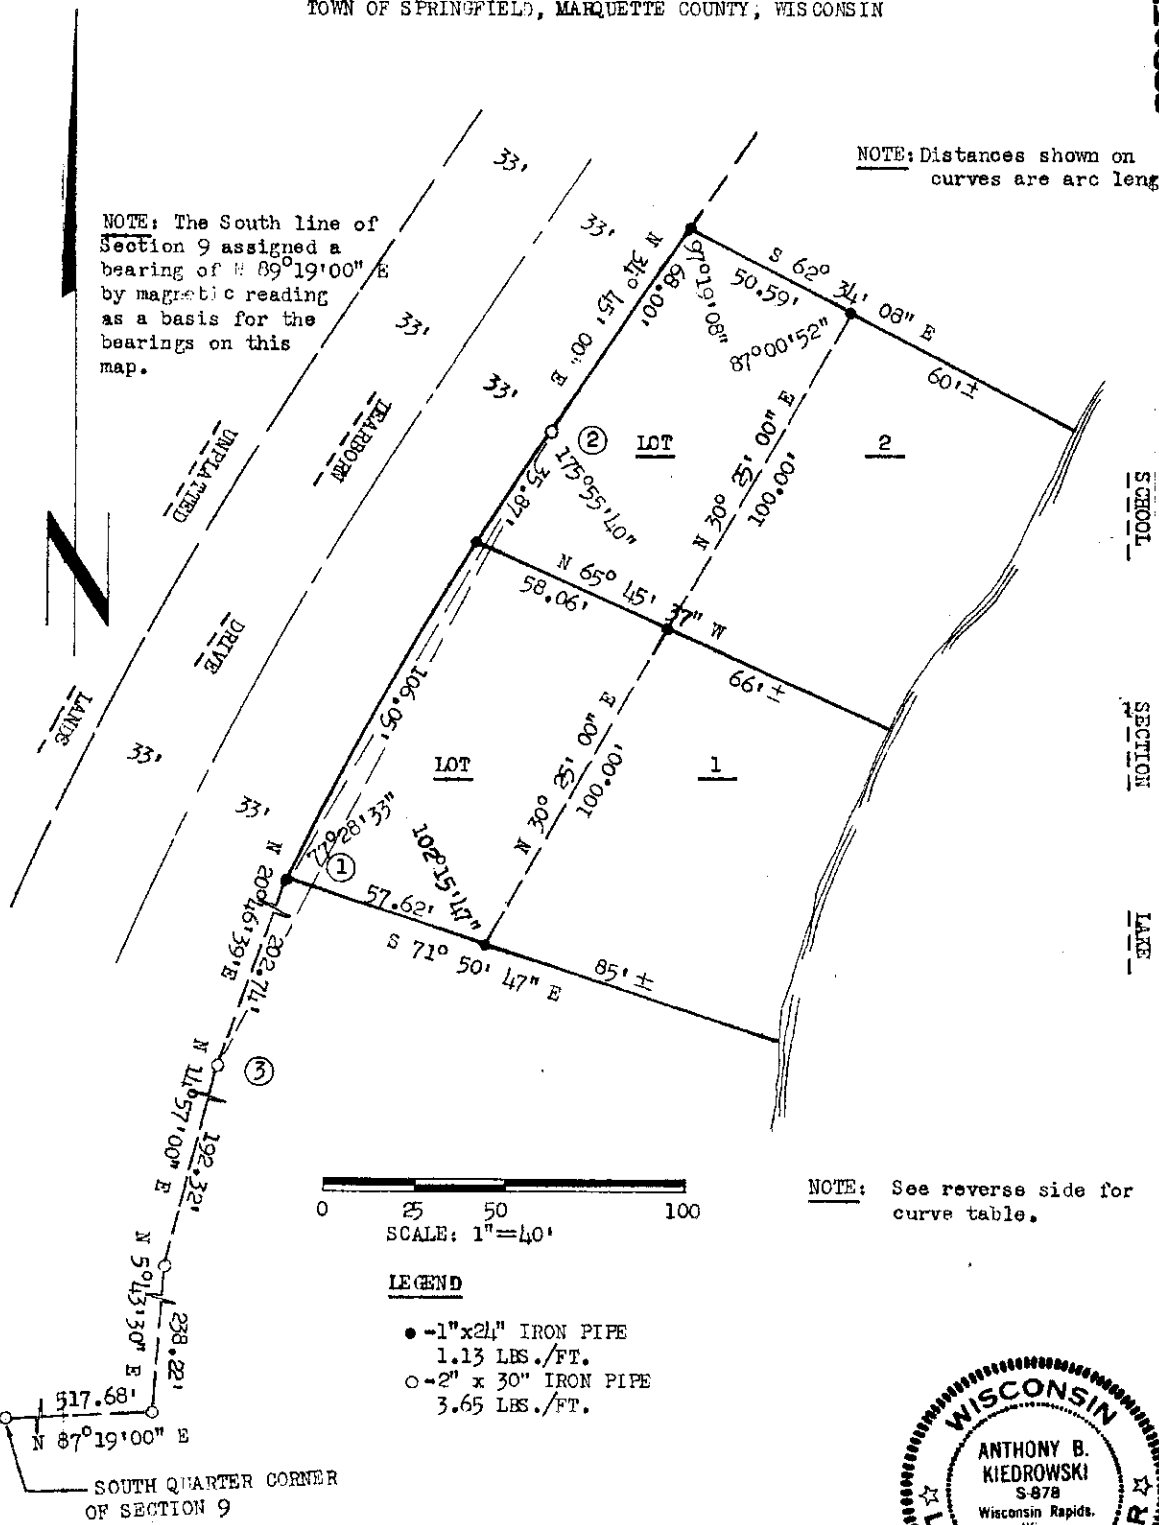 TOWN OF SPRINGFIELD, MARQUETTE COUNTY, WISCONSIN
NOTE: Distances shown on
curves are arc leng
NOTE: The South line of
Section 9 assigned a
bearing of N 89°19'00" E
by magnetic reading
as a basis for the
bearings on this
map.
33'
33'
33'
33'
33'
33'
UNPLATTED
LANDS
DEARBORN
DRIVE
N 34° 45' 00" E
68.00'
97°19'08"
S 62° 34' 08" E
50.59'
87°00'52"
60'±
2
LOT
2
175°55'40"
35.87'
N 30° 25' 00" E
100.00'
N 65° 45' 37" W
58.06'
66'±
106.05'
LOT
1
N 30° 25' 00" E
100.00'
77°28'33"
102°15'47"
1
57.62'
S 71° 50' 47" E
85'±
SCHOOL
SECTION
LAKE
N 20°46'39"E
202.74'
3
N 14°57'00" E
192.32'
N 5°43'30" E
238.22'
517.68'
N 87°19'00" E
SOUTH QUARTER CORNER
OF SECTION 9
0 25 50 100
SCALE: 1"=40'
NOTE: See reverse side for
curve table.
LEGEND
● -1"x24" IRON PIPE
1.13 LBS./FT.
○ -2" x 30" IRON PIPE
3.65 LBS./FT.
WISCONSIN
ANTHONY B.
KIEDROWSKI
S-878
Wisconsin Rapids,